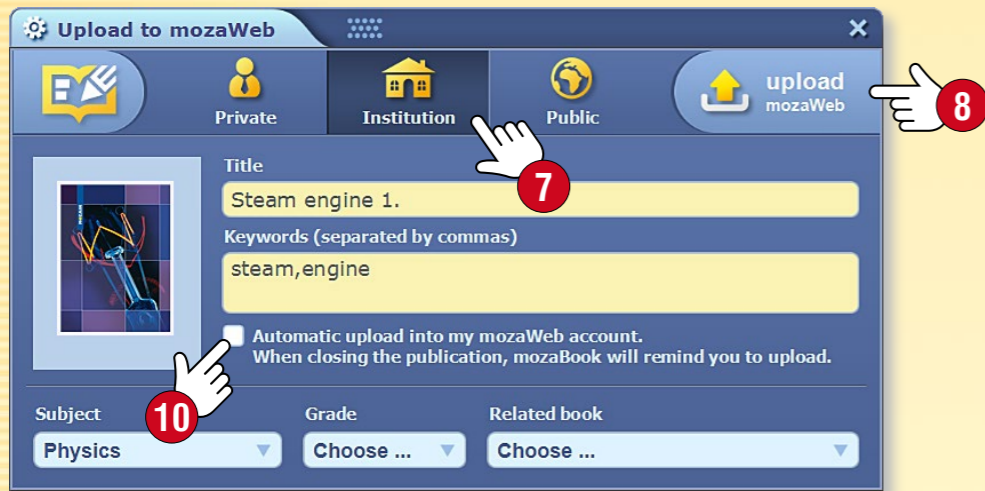 Upload to mozaWeb
Private
Institution
Public
upload
mozaWeb
8
7
Title
Steam engine 1.
Keywords (separated by commas)
steam,engine
Automatic upload into my mozaWeb account.
When closing the publication, mozaBook will remind you to upload.
10
Subject
Grade
Related book
Physics
Choose ...
Choose ...